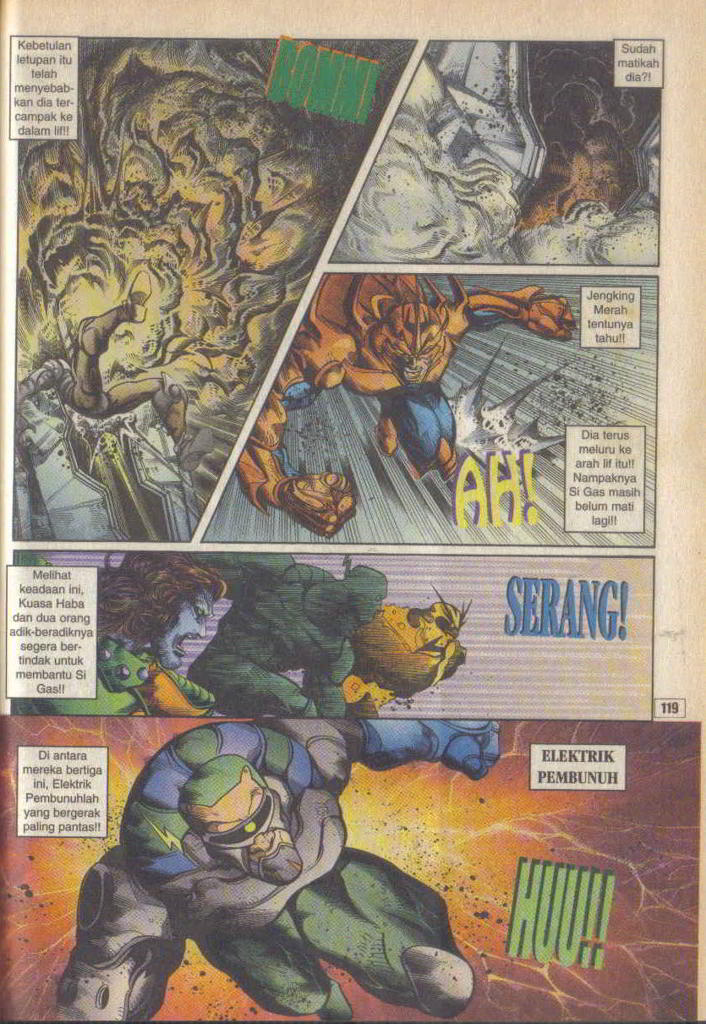 Kebetulan
letupan itu
telah
menyebab-
kan dia ter-
campak ke
dalam lif!!
BOMM!
Sudah
matikah
dia?!
Jengking
Merah
tentunya
tahu!!
Dia terus
meluru ke
arah lif itu!!
Nampaknya
Si Gas masih
belum mati
lagi!!
AH!
Melihat
keadaan ini,
Kuasa Haba
dan dua orang
adik-beradiknya
segera ber-
tindak untuk
membantu Si
Gas!!
SERANG!
119
Di antara
mereka bertiga
ini, Elektrik
Pembunuhlah
yang bergerak
paling pantas!!
ELEKTRIK
PEMBUNUH
HUU!!